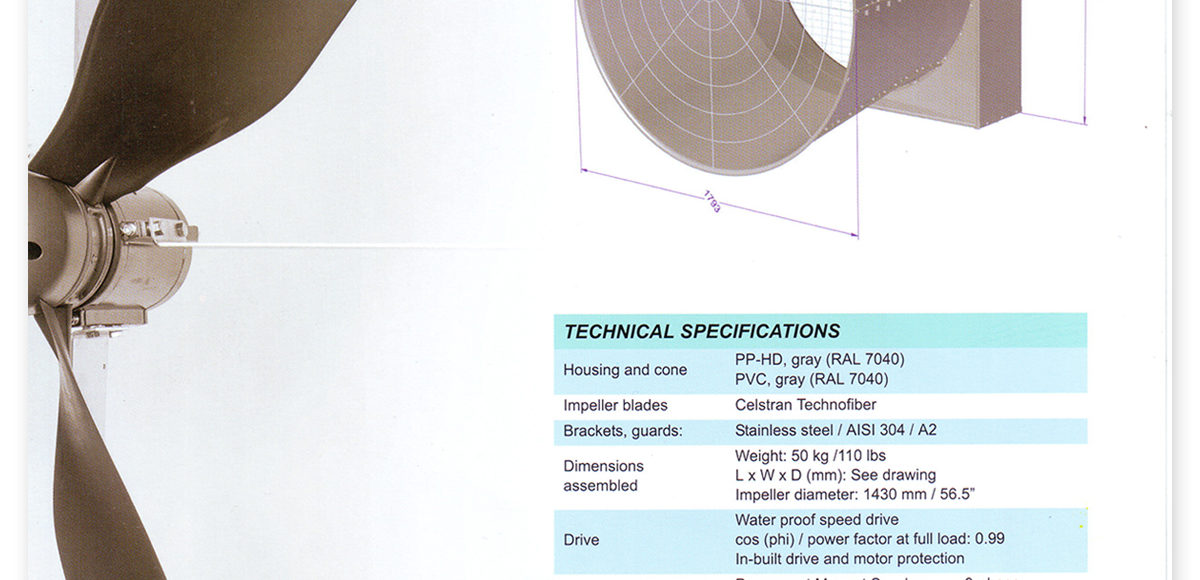 1793
TECHNICAL SPECIFICATIONS
Housing and cone
PP-HD, gray (RAL 7040)
PVC, gray (RAL 7040)
Impeller blades
Celstran Technofiber
Brackets, guards:
Stainless steel / AISI 304 / A2
Dimensions
assembled
Weight: 50 kg /110 lbs
L x W x D (mm): See drawing
Impeller diameter: 1430 mm / 56.5”
Drive
Water proof speed drive
cos (phi) / power factor at full load: 0.99
In-built drive and motor protection